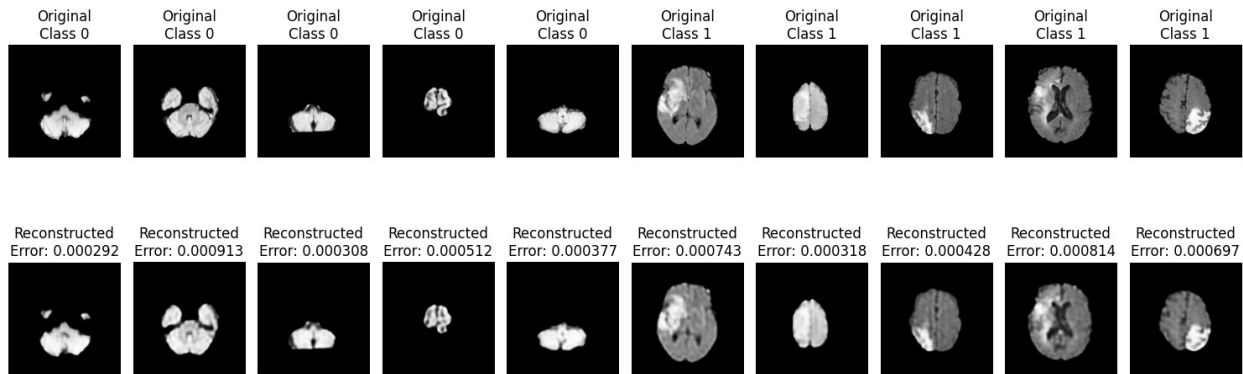 Original
Class 0
Original
Class 0
Original
Class 0
Original
Class 0
Original
Class 0
Original
Class 1
Original
Class 1
Original
Class 1
Original
Class 1
Original
Class 1
Reconstructed
Error: 0.000292
Reconstructed
Error: 0.000913
Reconstructed
Error: 0.000308
Reconstructed
Error: 0.000512
Reconstructed
Error: 0.000377
Reconstructed
Error: 0.000743
Reconstructed
Error: 0.000318
Reconstructed
Error: 0.000428
Reconstructed
Error: 0.000814
Reconstructed
Error: 0.000697